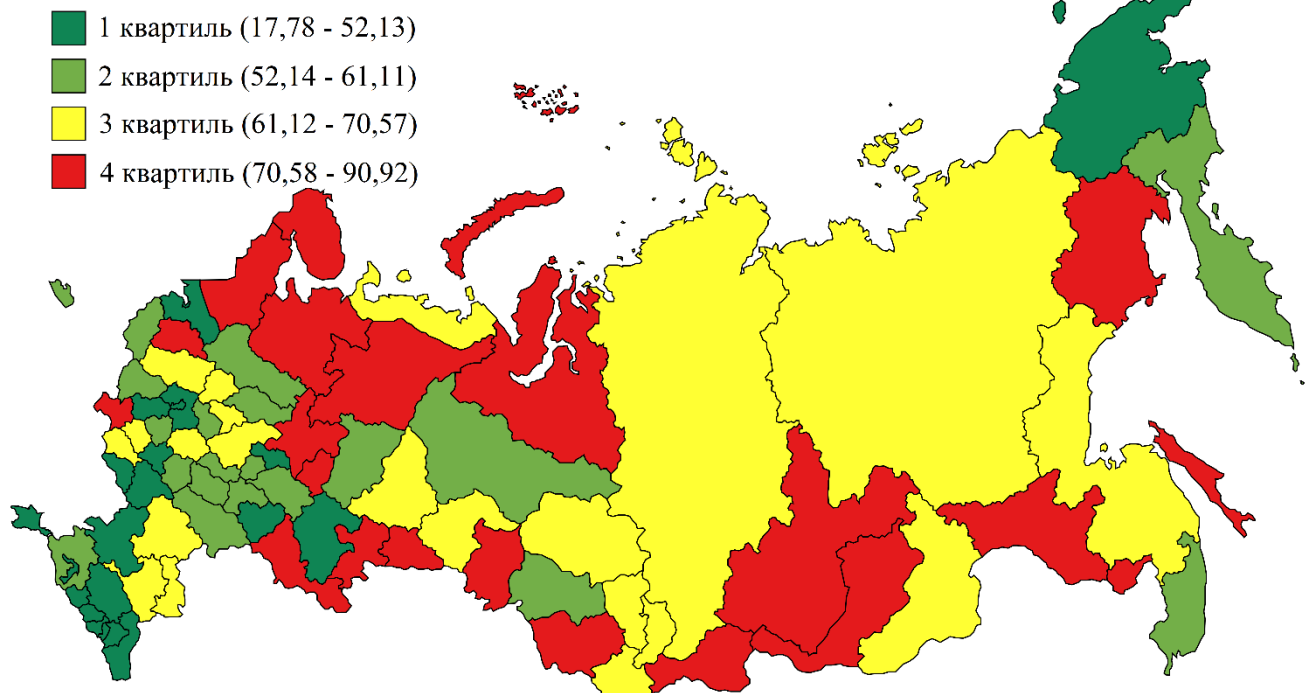 1 квартиль (17,78 - 52,13)
2 квартиль (52,14 - 61,11)
3 квартиль (61,12 - 70,57)
4 квартиль (70,58 - 90,92)